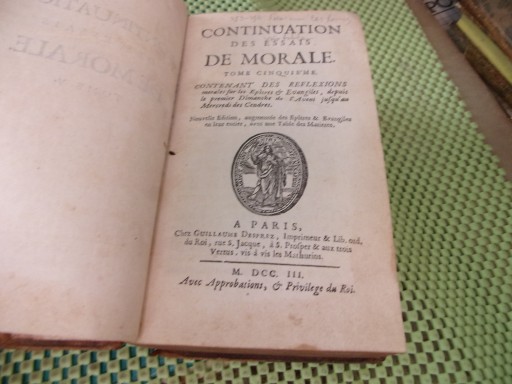 CONTINUATION
DES ESSAIS
DE MORALE.
TOME CINQUIE'ME.
CONTENANT DES REFLEXIONS
morales sur les Epîtres & Evangiles, depuis
le premier Dimanche de l'Avent jusqu'au
Mercredi des Cendres.
Nouvelle Edition, augmentée des Epîtres & Evangiles
en leur entier, avec une Table des Matieres.
A PARIS,
Chez GUILLAUME DESPREZ, Imprimeur & Lib. ord.
du Roi, rue S. Jacque, à S. Prosper & aux trois
Vertus, vis à vis les Mathurins.
M. DCC. III.
Avec Approbations, & Privilege du Roi.